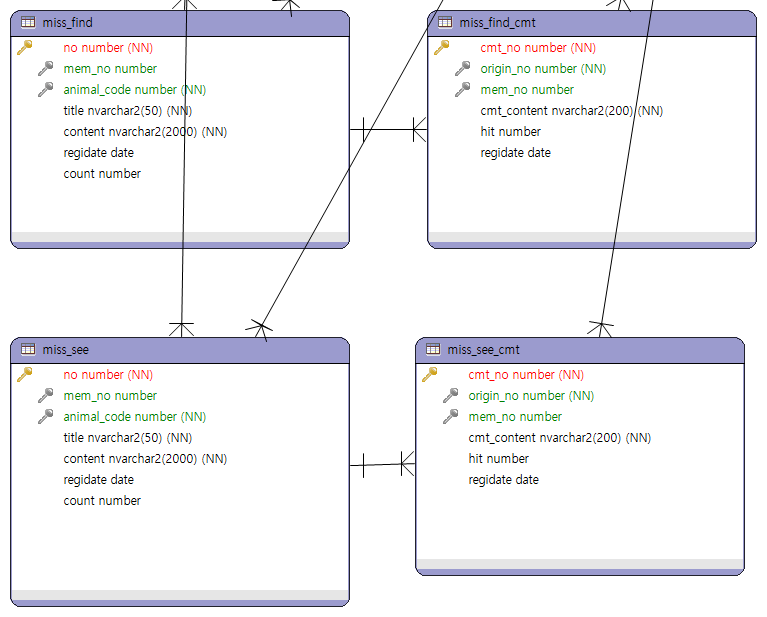 miss_find
no number (NN)
mem_no number
animal_code number (NN)
title nvarchar2(50) (NN)
content nvarchar2(2000) (NN)
regidate date
count number
miss_find_cmt
cmt_no number (NN)
origin_no number (NN)
mem_no number
cmt_content nvarchar2(200) (NN)
hit number
regidate date
miss_see
no number (NN)
mem_no number
animal_code number (NN)
title nvarchar2(50) (NN)
content nvarchar2(2000) (NN)
regidate date
count number
miss_see_cmt
cmt_no number (NN)
origin_no number (NN)
mem_no number
cmt_content nvarchar2(200) (NN)
hit number
regidate date